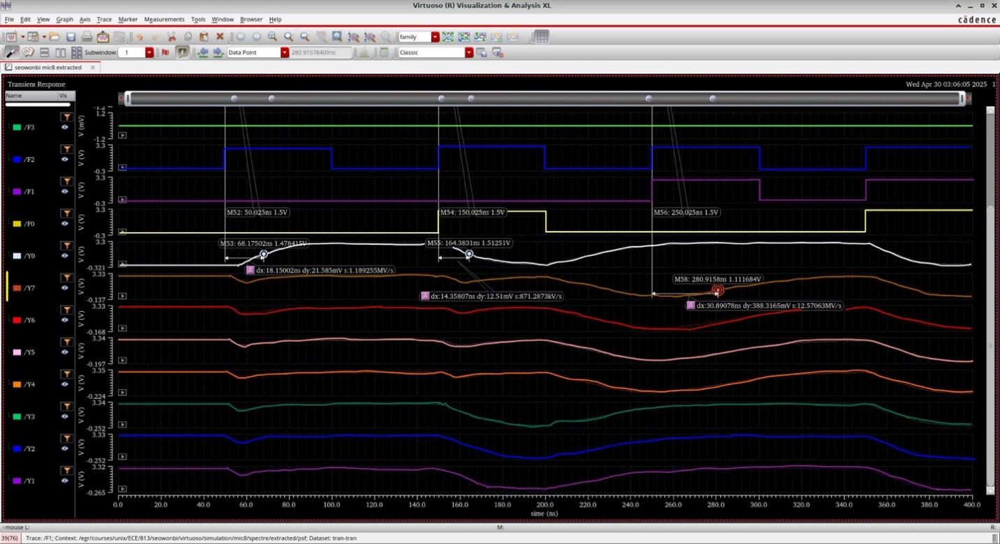 Virtuoso (R) Visualization & Analysis XL
File Edit View Graph Axis Trace Marker Measurements Tools Window Browser Help
cādence
family
Subwindow: 1 Data Point 280.91578409ns Classic
seowonbi mic8 extracted
Transient Response Wed Apr 30 03:06:05 2025 1
Name Vis
-1.2
1.2
/F3 V (mV)
-1.2
3.3
/F2 V (V)
-0.3
3.3
/F1 V (V)
-0.3
M52: 50.025ns 1.5V M54: 150.025ns 1.5V M56: 250.025ns 1.5V
3.3
/F0 V (V)
-0.3
M53: 68.17502ns 1.478415V M55: 164.3831ns 1.51251V
3.3
/Y0 V (V)
-0.321
dx:18.15002ns dy:21.585mV s:1.189255MV/s
3.33
M58: 280.9158ns 1.111684V
/Y7 V (V)
dx:14.35807ns dy:12.51mV s:871.2873kV/s
-0.137
dx:30.89078ns dy:388.3165mV s:12.57063MV/s
3.33
/Y6 V (V)
-0.168
3.34
/Y5 V (V)
-0.197
3.35
/Y4 V (V)
-0.224
3.34
/Y3 V (V)
-0.252
3.33
/Y2 V (V)
-0.252
3.32
/Y1 V (V)
-0.265
0.0 20.0 40.0 60.0 80.0 100.0 120.0 140.0 160.0 180.0 200.0 220.0 240.0 260.0 280.0 300.0 320.0 340.0 360.0 380.0 400.0
time (ns)
mouse L: M: R:
39(76) Trace: /F1; Context: /egr/courses/unix/ECE/813/seowonbi/virtuoso/simulation/mic8/spectre/extracted/psf; Dataset: tran-tran